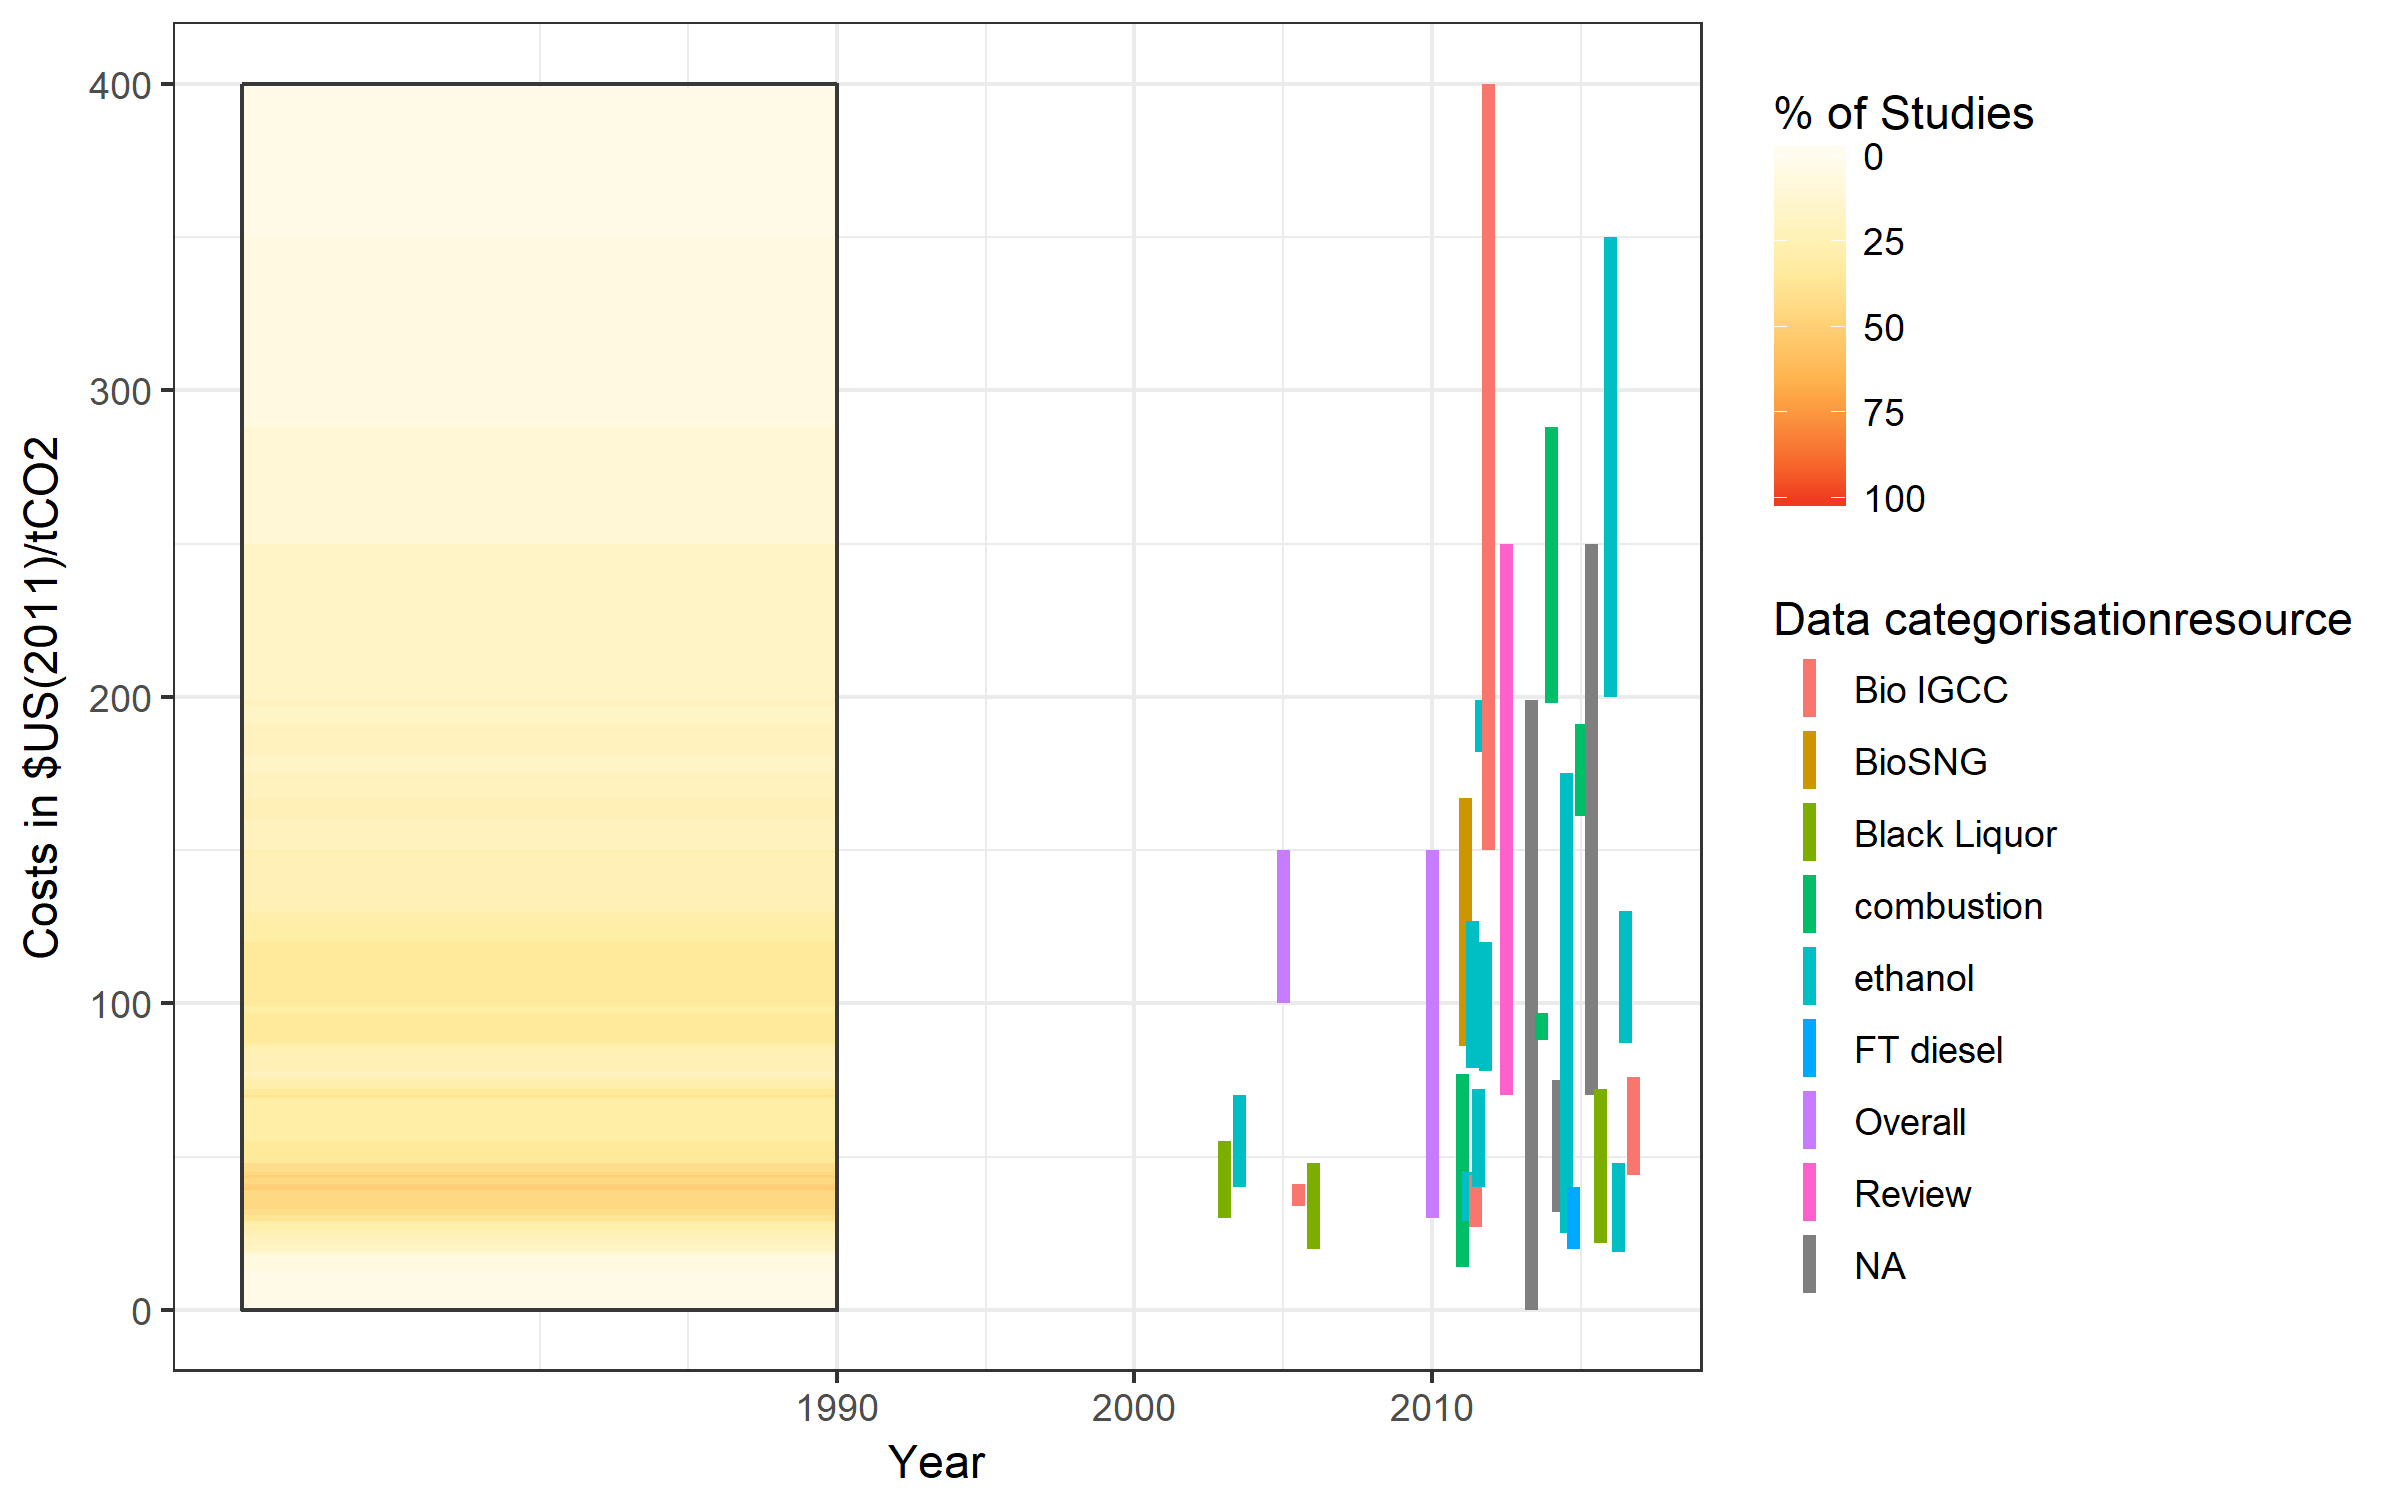 400
300
200
100
0
Costs in $US(2011)/tCO2
1990
2000
2010
Year
% of Studies
0
25
50
75
100
Data categorisationresource
Bio IGCC
BioSNG
Black Liquor
combustion
ethanol
FT diesel
Overall
Review
NA